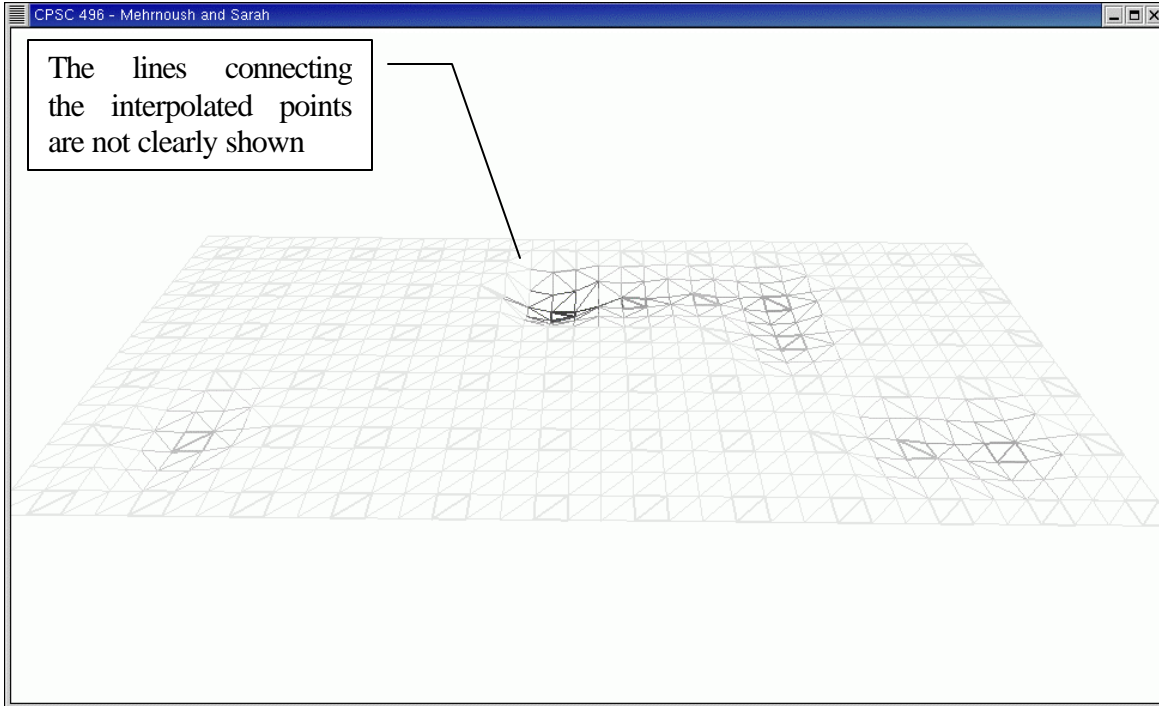 CPSC 496 - Mehrnoush and Sarah
The lines connecting
the interpolated points
are not clearly shown